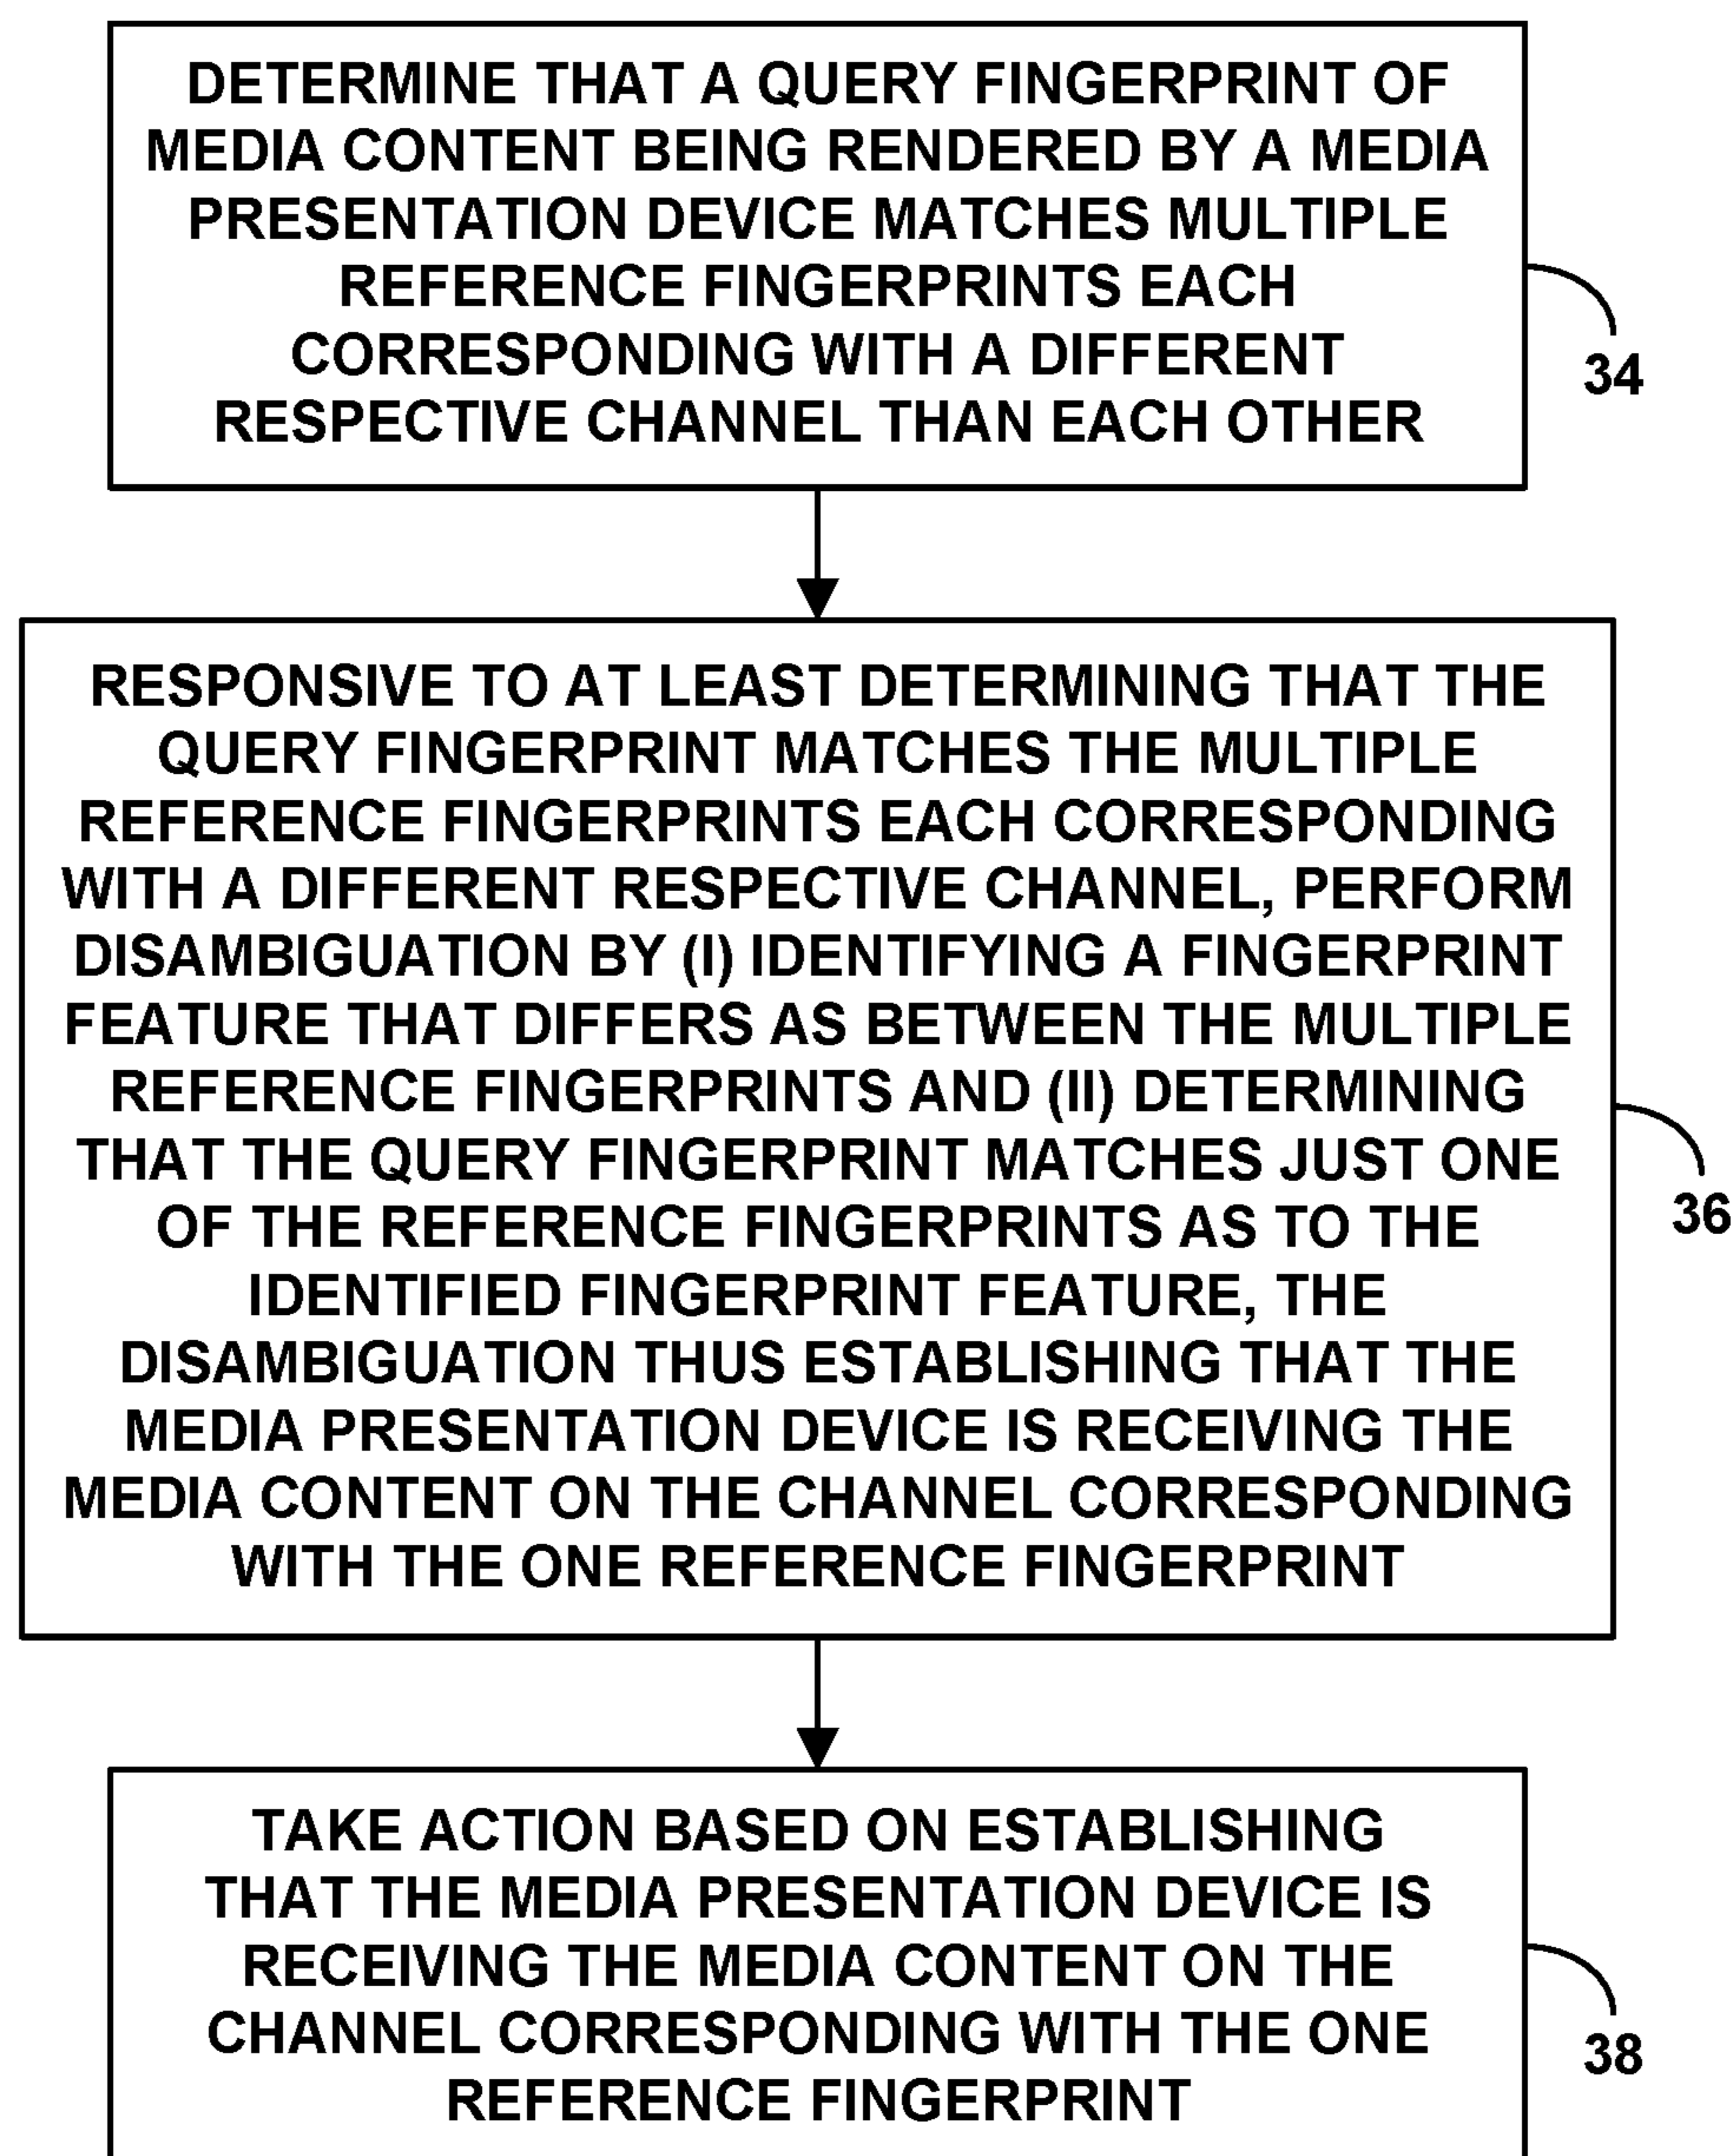 DETERMINE THAT A QUERY FINGERPRINT OF
MEDIA CONTENT BEING RENDERED BY A MEDIA
PRESENTATION DEVICE MATCHES MULTIPLE
REFERENCE FINGERPRINTS EACH
CORRESPONDING WITH A DIFFERENT
RESPECTIVE CHANNEL THAN EACH OTHER
34
RESPONSIVE TO AT LEAST DETERMINING THAT THE
QUERY FINGERPRINT MATCHES THE MULTIPLE
REFERENCE FINGERPRINTS EACH CORRESPONDING
WITH A DIFFERENT RESPECTIVE CHANNEL, PERFORM
DISAMBIGUATION BY (I) IDENTIFYING A FINGERPRINT
FEATURE THAT DIFFERS AS BETWEEN THE MULTIPLE
REFERENCE FINGERPRINTS AND (II) DETERMINING
THAT THE QUERY FINGERPRINT MATCHES JUST ONE
OF THE REFERENCE FINGERPRINTS AS TO THE
IDENTIFIED FINGERPRINT FEATURE, THE
DISAMBIGUATION THUS ESTABLISHING THAT THE
MEDIA PRESENTATION DEVICE IS RECEIVING THE
MEDIA CONTENT ON THE CHANNEL CORRESPONDING
WITH THE ONE REFERENCE FINGERPRINT
36
TAKE ACTION BASED ON ESTABLISHING
THAT THE MEDIA PRESENTATION DEVICE IS
RECEIVING THE MEDIA CONTENT ON THE
CHANNEL CORRESPONDING WITH THE ONE
REFERENCE FINGERPRINT
38